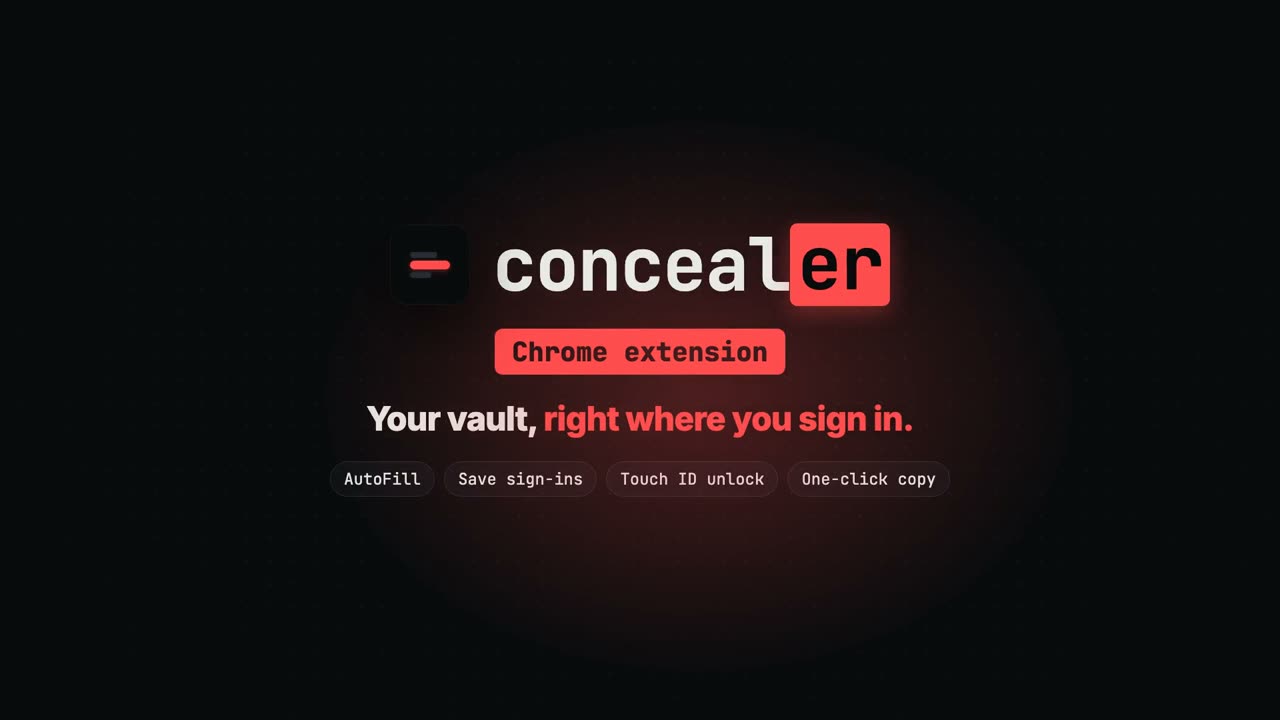 concealer
Chrome extension
Your vault, right where you sign in.
AutoFill Save sign-ins Touch ID unlock One-click copy